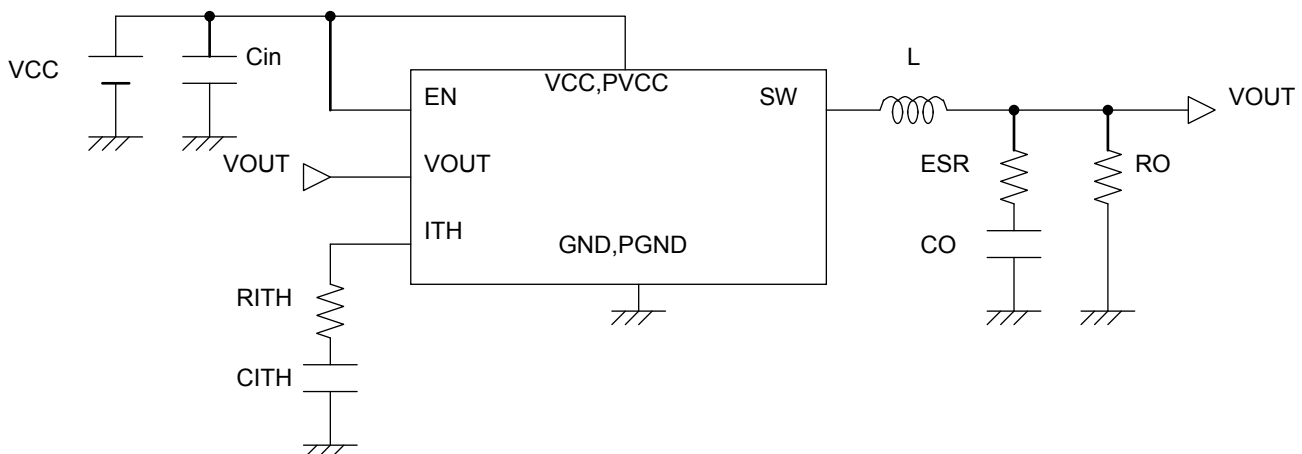 L
VCC
Cin
VCC,PVCC
EN
SW
VOUT
VOUT
VOUT
ESR
RO
ITH
GND,PGND
CO
RITH
CITH